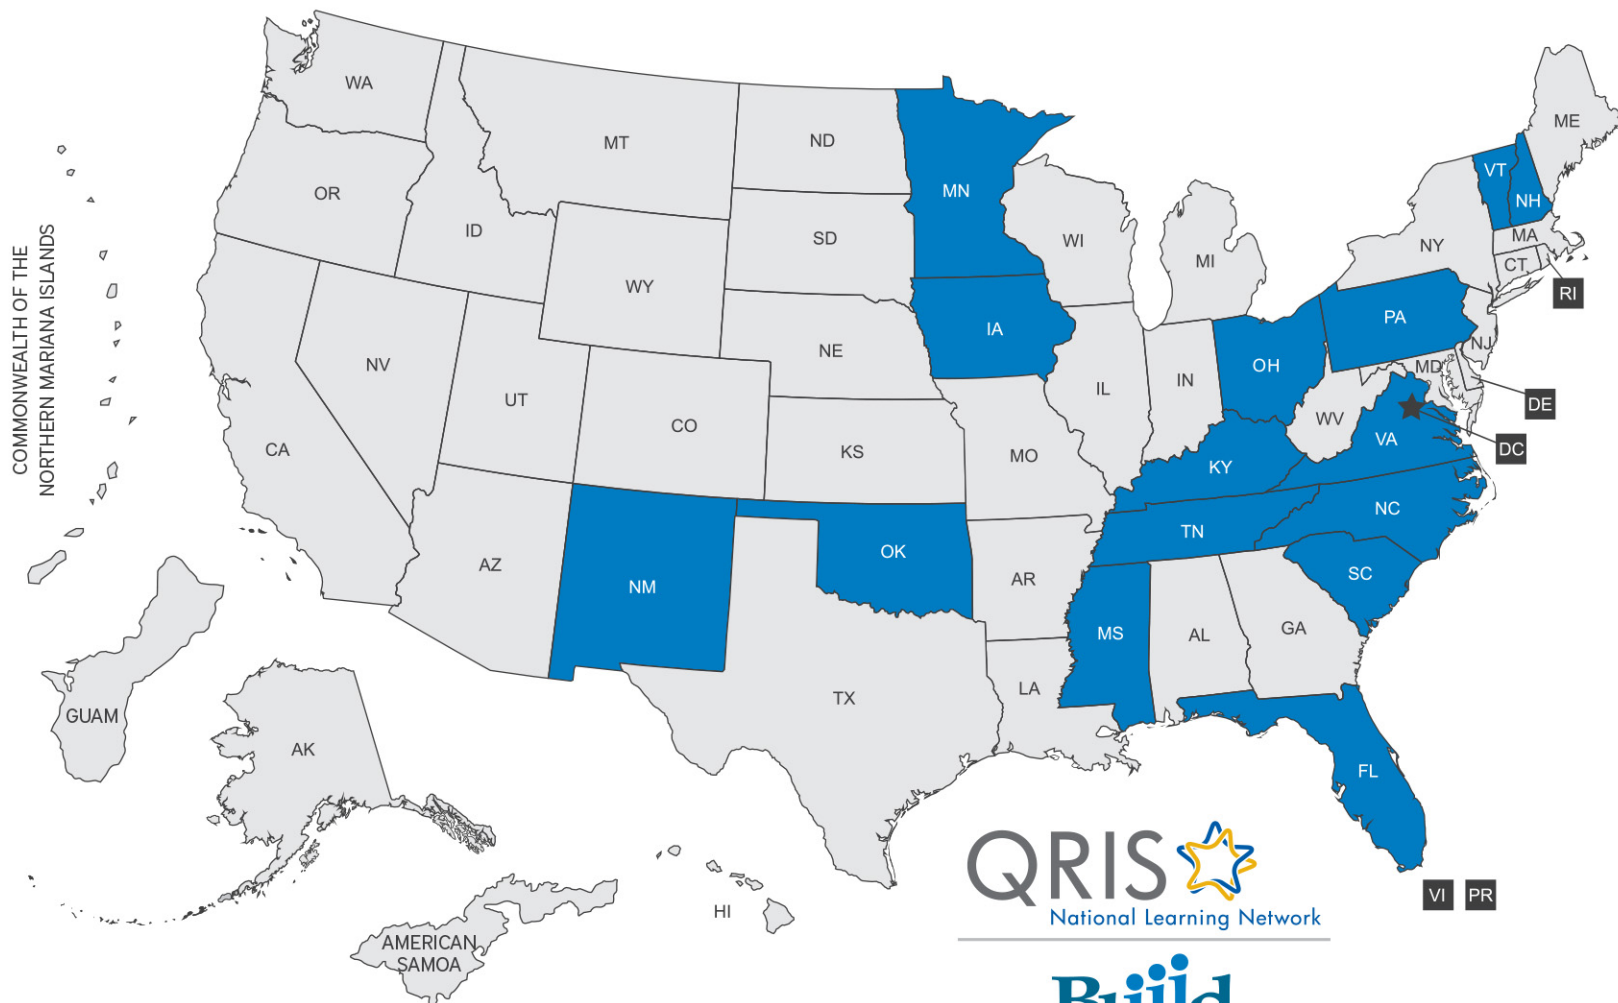 WA
MT
ND
MN
ME
VT
NH
OR
ID
SD
WI
MI
NY
MA
CT
RI
WY
IA
PA
NE
NJ
OH
MD
DE
IL
IN
WV
DC
VA
NV
UT
CO
KS
MO
KY
CA
NC
TN
OK
AZ
NM
AR
SC
MS
AL
GA
TX
LA
FL
COMMONWEALTH OF THE
NORTHERN MARIANA ISLANDS
GUAM
AK
HI
AMERICAN
SAMOA
VI
PR
QRIS
National Learning Network
Build